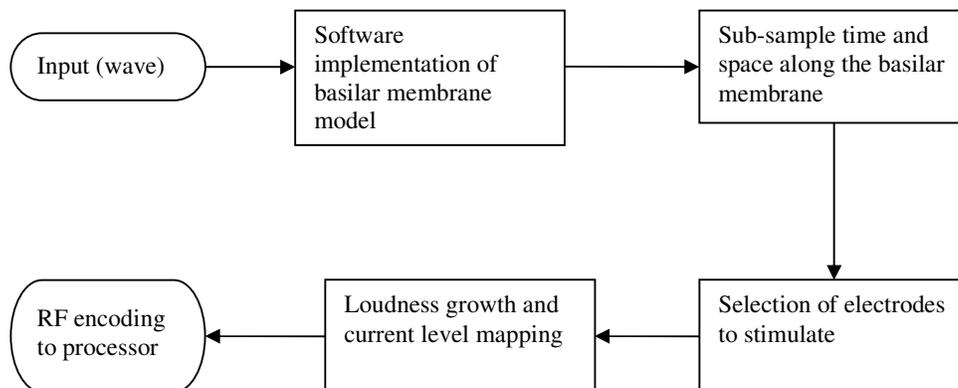 Input (wave)
Software
implementation of
basilar membrane
model
Sub-sample time and
space along the basilar
membrane
Selection of electrodes
to stimulate
Loudness growth and
current level mapping
RF encoding
to processor